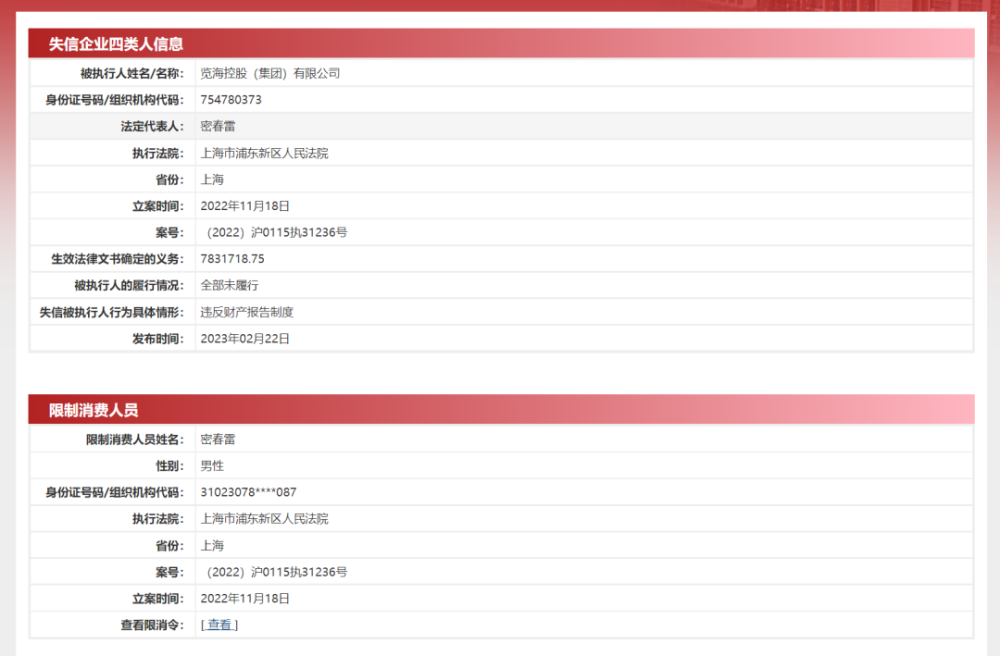 失信企业四类人信息
被执行人姓名/名称： 览海控股（集团）有限公司
身份证号码/组织机构代码： 754780373
法定代表人： 密春雷
执行法院： 上海市浦东新区人民法院
省份： 上海
立案时间： 2022年11月18日
案号： （2022）沪0115执31236号
生效法律文书确定的义务： 7831718.75
被执行人的履行情况： 全部未履行
失信被执行人行为具体情形： 违反财产报告制度
发布时间： 2023年02月22日
限制消费人员
限制消费人员姓名： 密春雷
性别： 男性
身份证号码/组织机构代码： 31023078****087
执行法院： 上海市浦东新区人民法院
省份： 上海
案号： （2022）沪0115执31236号
立案时间： 2022年11月18日
查看限消令： [ 查看 ]